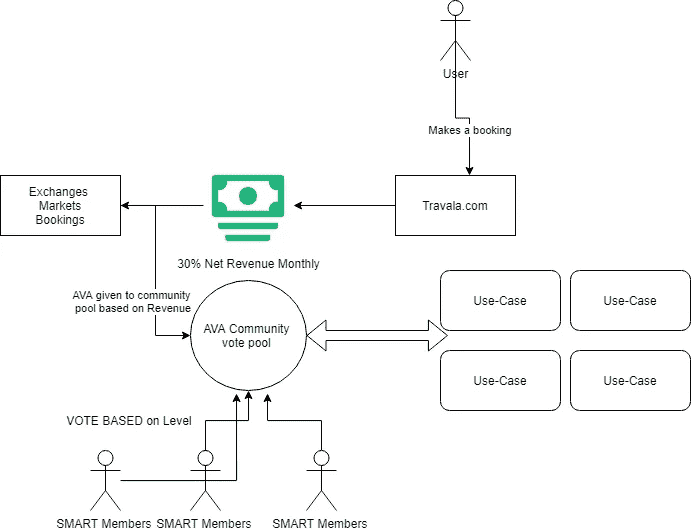 User
Makes a booking
Exchanges
Markets
Bookings
Travala.com
30% Net Revenue Monthly
AVA given to community
pool based on Revenue
AVA Community
vote pool
Use-Case
Use-Case
Use-Case
Use-Case
VOTE BASED on Level
SMART Members
SMART Members
SMART Members